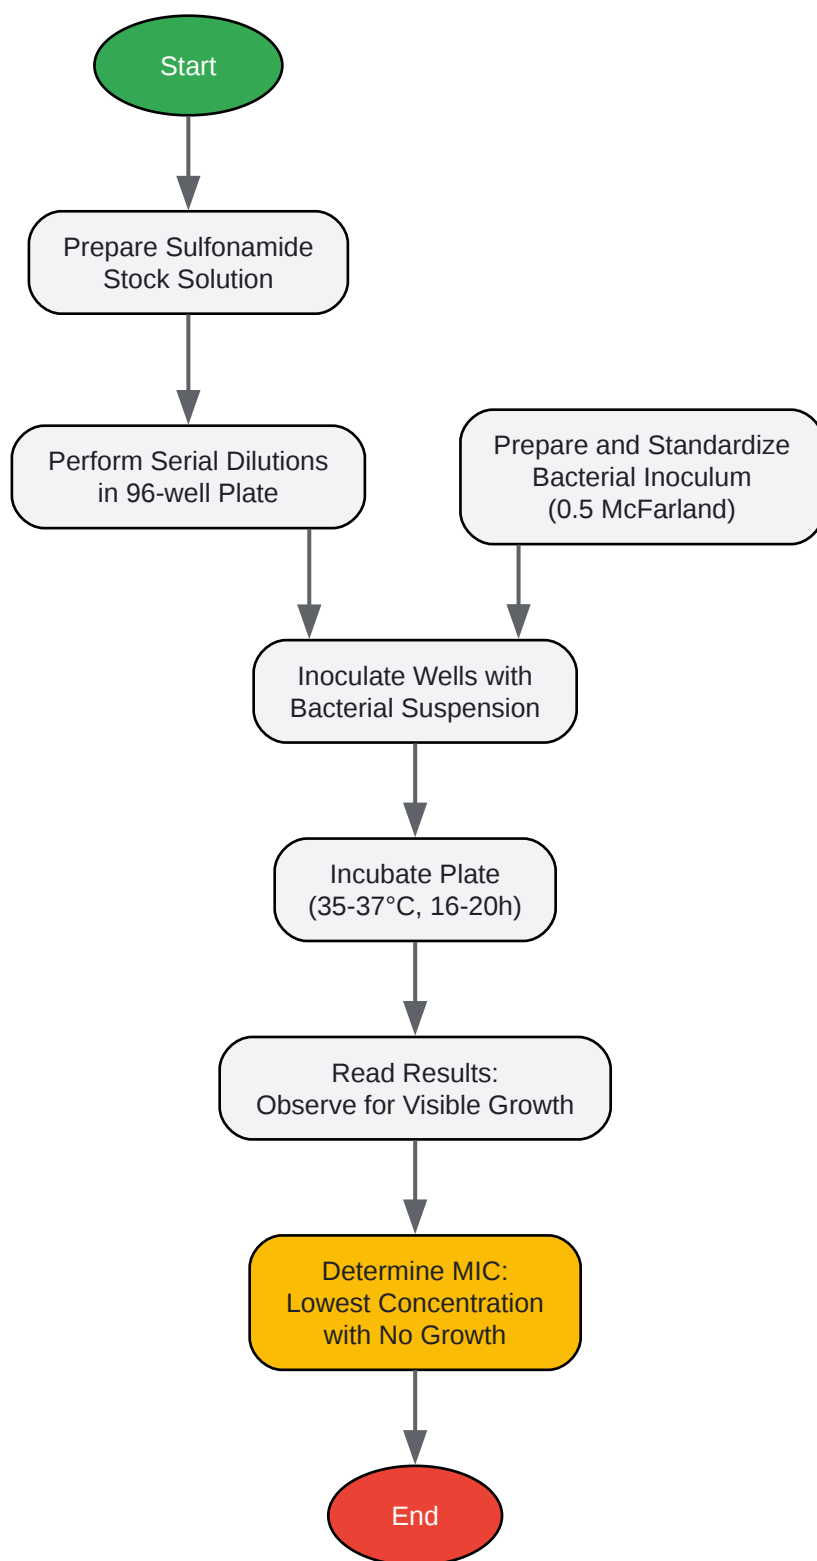 Start
Prepare Sulfonamide
Stock Solution
Perform Serial Dilutions
in 96-well Plate
Prepare and Standardize
Bacterial Inoculum
(0.5 McFarland)
Inoculate Wells with
Bacterial Suspension
Incubate Plate
(35-37°C, 16-20h)
Read Results:
Observe for Visible Growth
Determine MIC:
Lowest Concentration
with No Growth
End